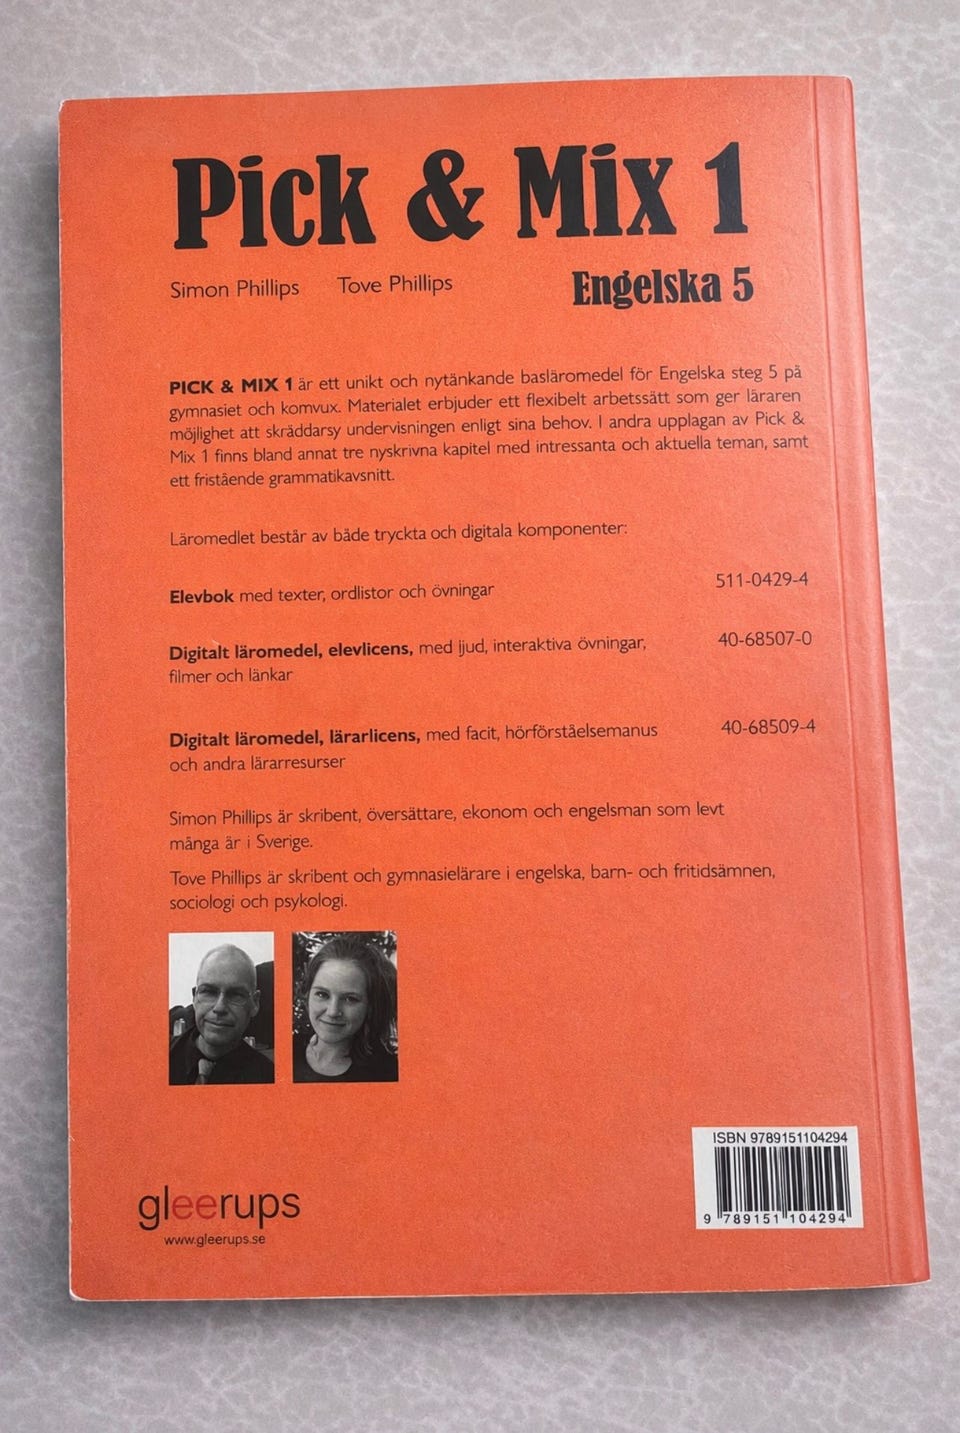 Pick & Mix 1
Simon Phillips Tove Phillips Engelska 5
PICK & MIX 1 är ett unikt och nytänkande basläromedel för Engelska steg 5 på
gymnasiet och komvux. Materialet erbjuder ett flexibelt arbetssätt som ger läraren
möjlighet att skräddarsy undervisningen enligt sina behov. I andra upplagan av Pick &
Mix 1 finns bland annat tre nyskrivna kapitel med intressanta och aktuella teman, samt
ett fristående grammatikavsnitt.
Läromedlet består av både tryckta och digitala komponenter:
Elevbok med texter, ordlistor och övningar 511-0429-4
Digitalt läromedel, elevlicens, med ljud, interaktiva övningar, 40-68507-0
filmer och länkar
Digitalt läromedel, lärarlicens, med facit, hörförståelsemanus 40-68509-4
och andra lärarresurser
Simon Phillips är skribent, översättare, ekonom och engelsman som levt
många år i Sverige.
Tove Phillips är skribent och gymnasielärare i engelska, barn- och fritidsämnen,
sociologi och psykologi.
ISBN 9789151104294
9 789151 104294
gleerups
www.gleerups.se